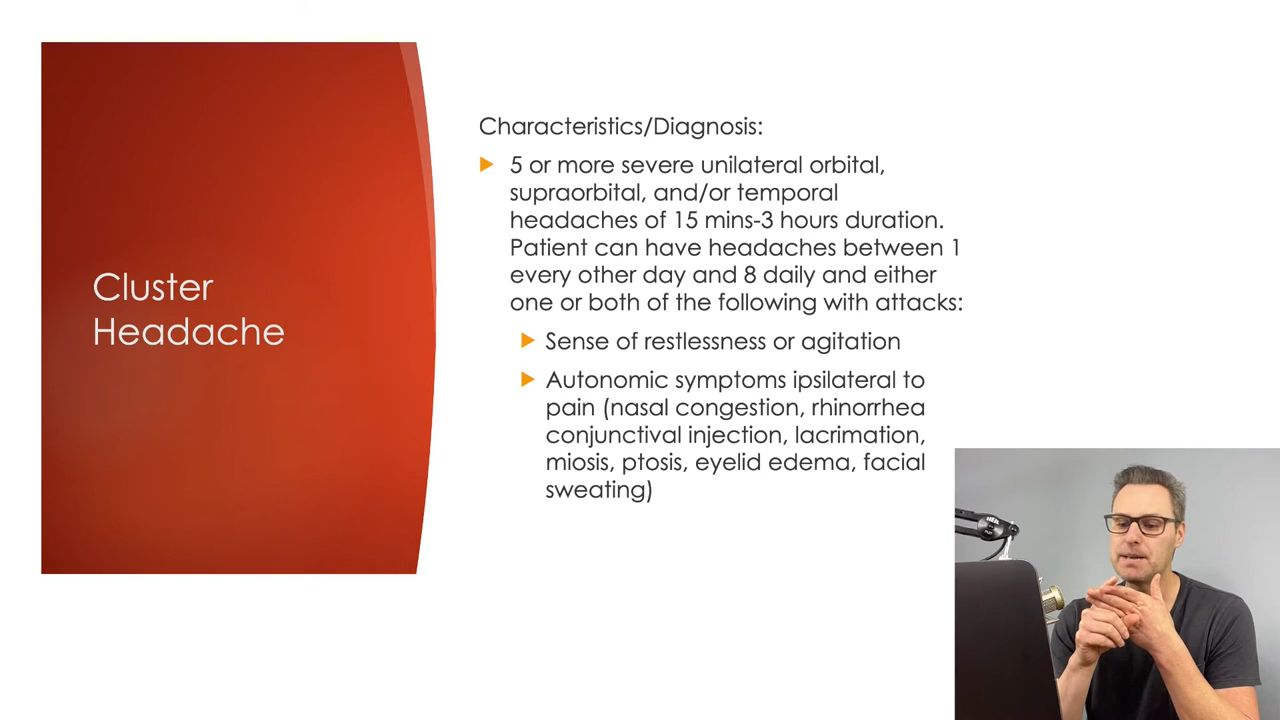 Cluster
Headache
Characteristics/Diagnosis:
5 or more severe unilateral orbital,
supraorbital, and/or temporal
headaches of 15 mins-3 hours duration.
Patient can have headaches between 1
every other day and 8 daily and either
one or both of the following with attacks:
Sense of restlessness or agitation
Autonomic symptoms ipsilateral to
pain (nasal congestion, rhinorrhea
conjunctival injection, lacrimation,
miosis, ptosis, eyelid edema, facial
sweating)